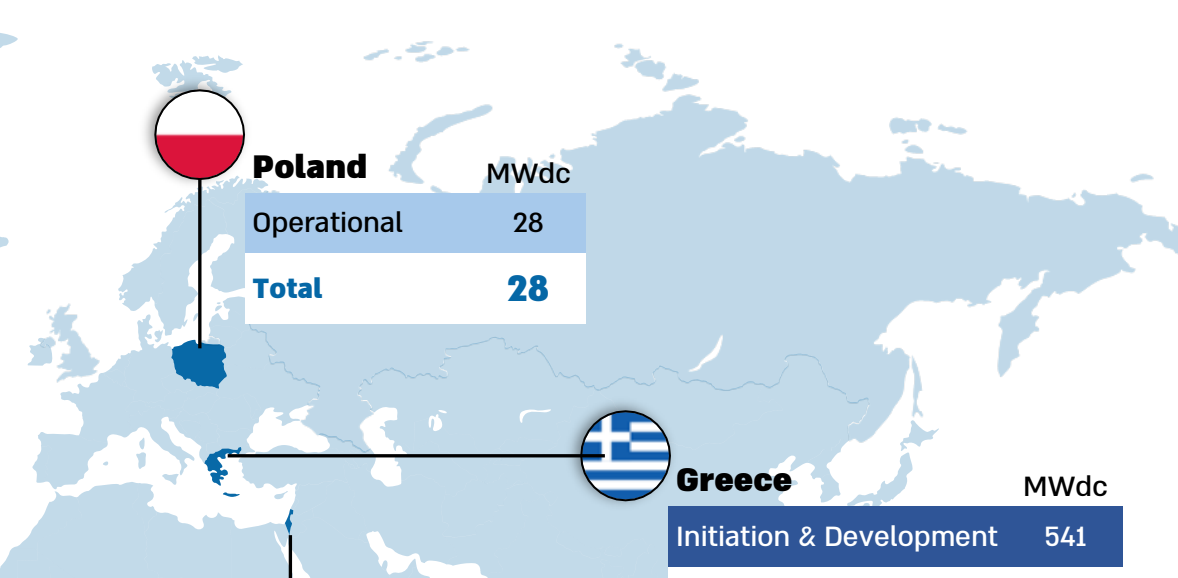 Poland MWdc
Operational 28
Total 28
Greece MWdc
Initiation & Development 541